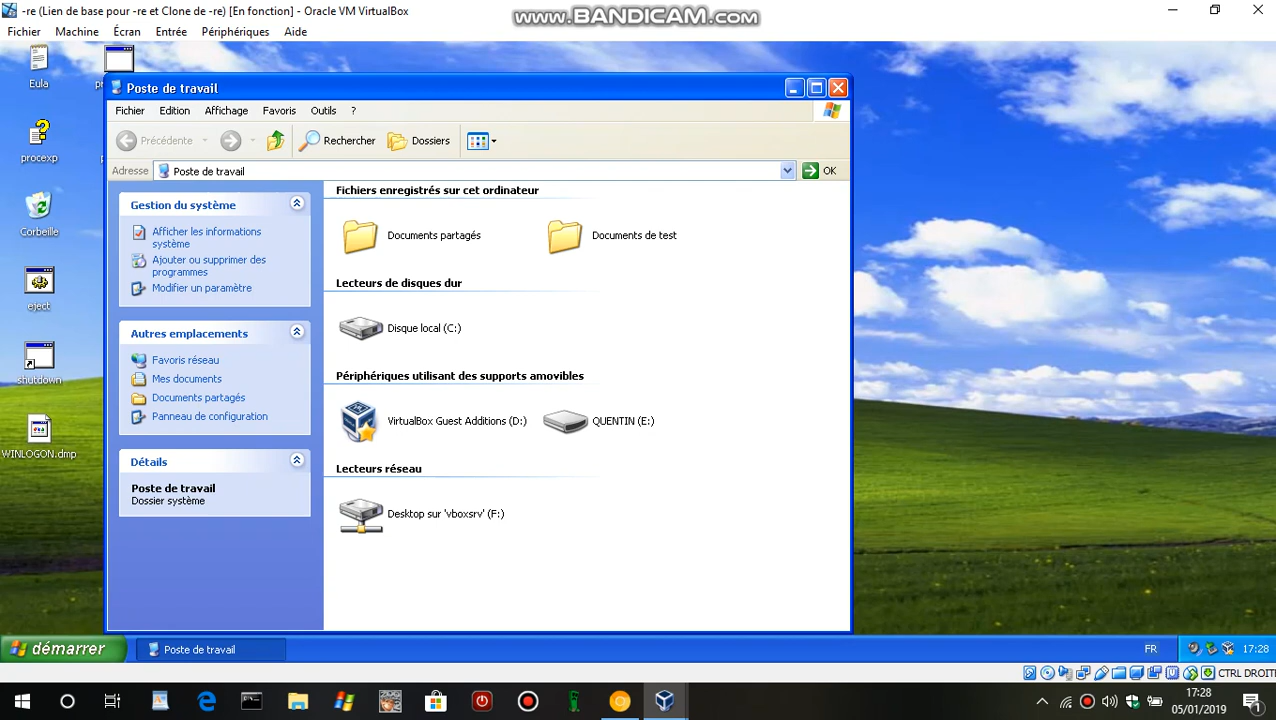 -re (Lien de base pour -re et Clone de -re) [En fonction] - Oracle VM VirtualBox
www.BANDICAM.com
Fichier Machine Écran Entrée Périphériques Aide
Eula
procexp
Corbeille
eject
shutdown
WINLOGON.dmp
Poste de travail
Fichier Edition Affichage Favoris Outils ?
Précédente Rechercher Dossiers
Adresse Poste de travail OK
Gestion du système
Afficher les informations
système
Ajouter ou supprimer des
programmes
Modifier un paramètre
Autres emplacements
Favoris réseau
Mes documents
Documents partagés
Panneau de configuration
Détails
Poste de travail
Dossier système
Fichiers enregistrés sur cet ordinateur
Documents partagés Documents de test
Lecteurs de disques dur
Disque local (C:)
Périphériques utilisant des supports amovibles
VirtualBox Guest Additions (D:) QUENTIN (E:)
Lecteurs réseau
Desktop sur 'vboxsrv' (F:)
démarrer Poste de travail FR 17:28
CTRL DROITE
17:28
05/01/2019
1